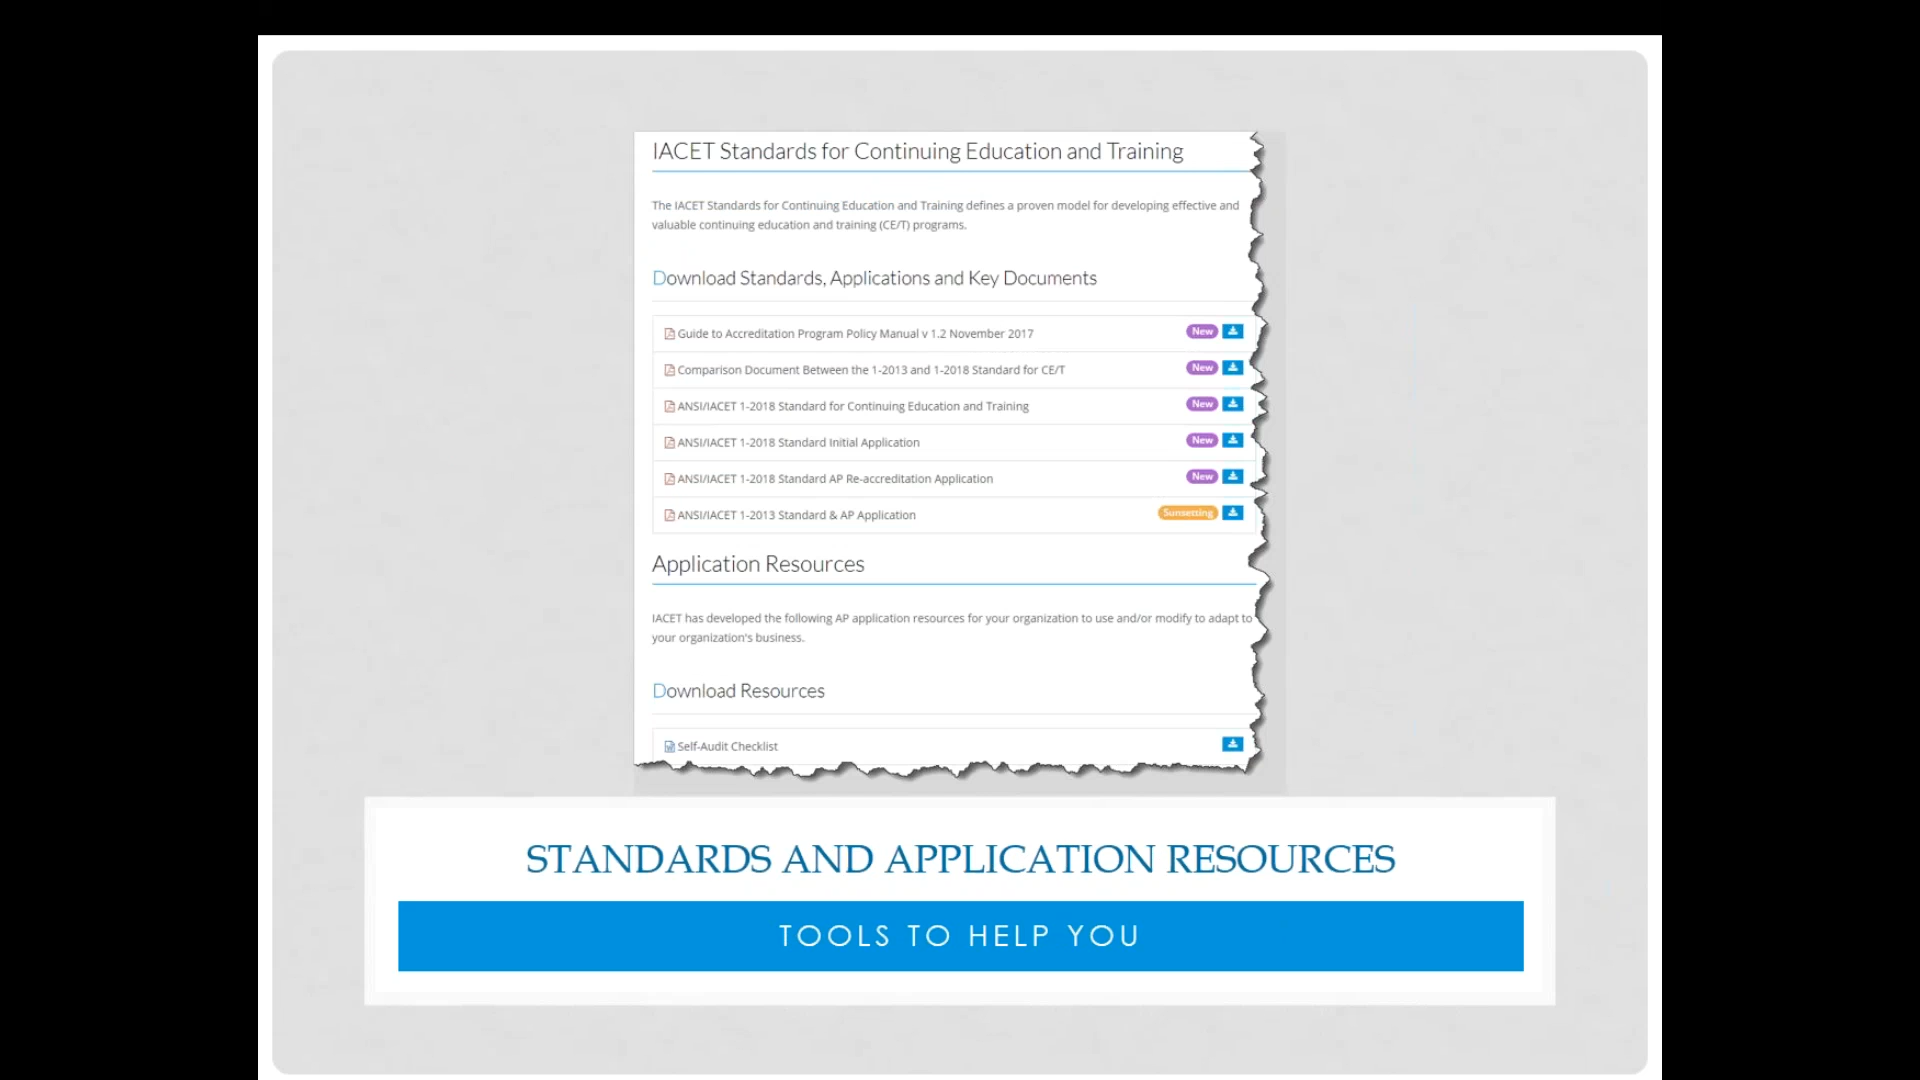 IACET Standards for Continuing Education and Training
The IACET Standards for Continuing Education and Training defines a proven model for developing effective and
valuable continuing education and training (CE/T) programs.
Download Standards, Applications and Key Documents
Guide to Accreditation Program Policy Manual v 1.2 November 2017 New
Comparison Document Between the 1-2013 and 1-2018 Standard for CE/T New
ANSI/IACET 1-2018 Standard for Continuing Education and Training New
ANSI/IACET 1-2018 Standard Initial Application New
ANSI/IACET 1-2018 Standard AP Re-accreditation Application New
ANSI/IACET 1-2013 Standard & AP Application Sunsetting
Application Resources
IACET has developed the following AP application resources for your organization to use and/or modify to adapt to
your organization's business.
Download Resources
Self-Audit Checklist
STANDARDS AND APPLICATION RESOURCES
TOOLS TO HELP YOU